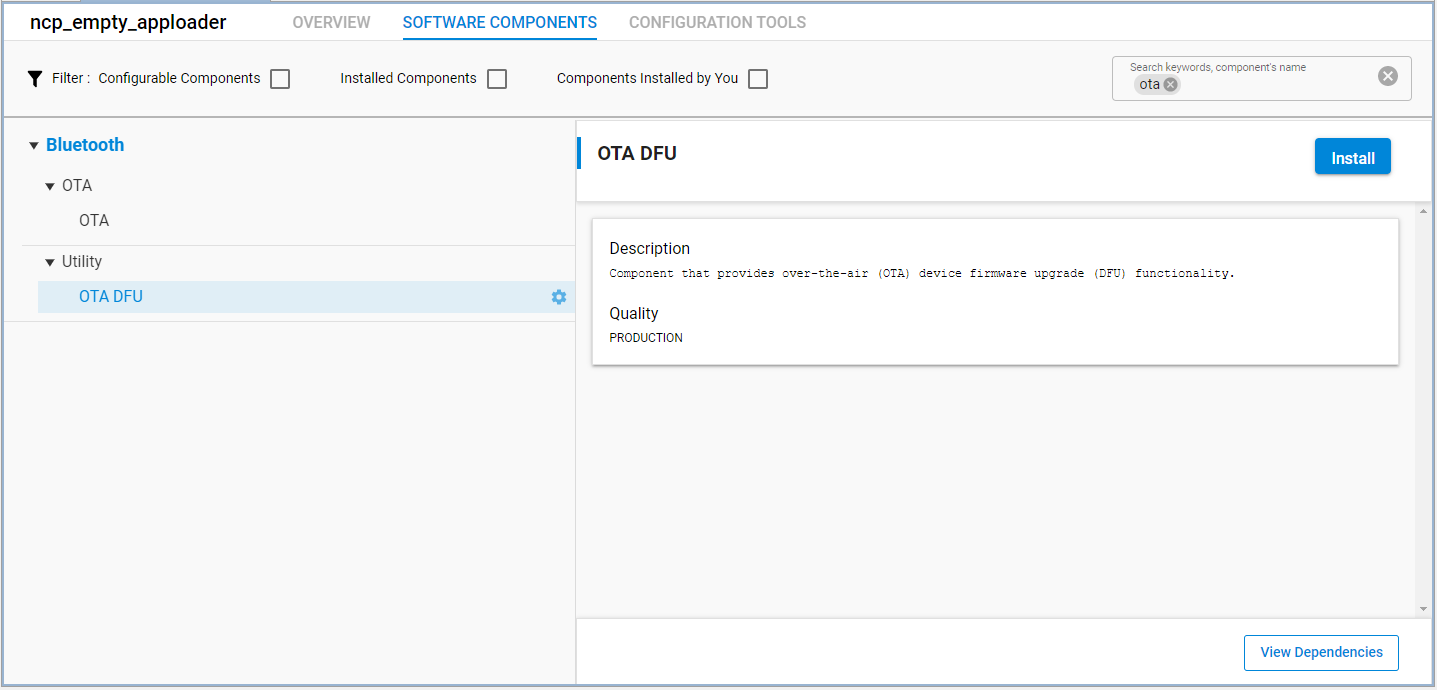 ncp_empty_apploader
OVERVIEW
SOFTWARE COMPONENTS
CONFIGURATION TOOLS
Filter :
Configurable Components
Installed Components
Components Installed by You
Search keywords, component's name
ota
Bluetooth
OTA
OTA
Utility
OTA DFU
OTA DFU
Install
Description
Component that provides over-the-air (OTA) device firmware upgrade (DFU) functionality.
Quality
PRODUCTION
View Dependencies